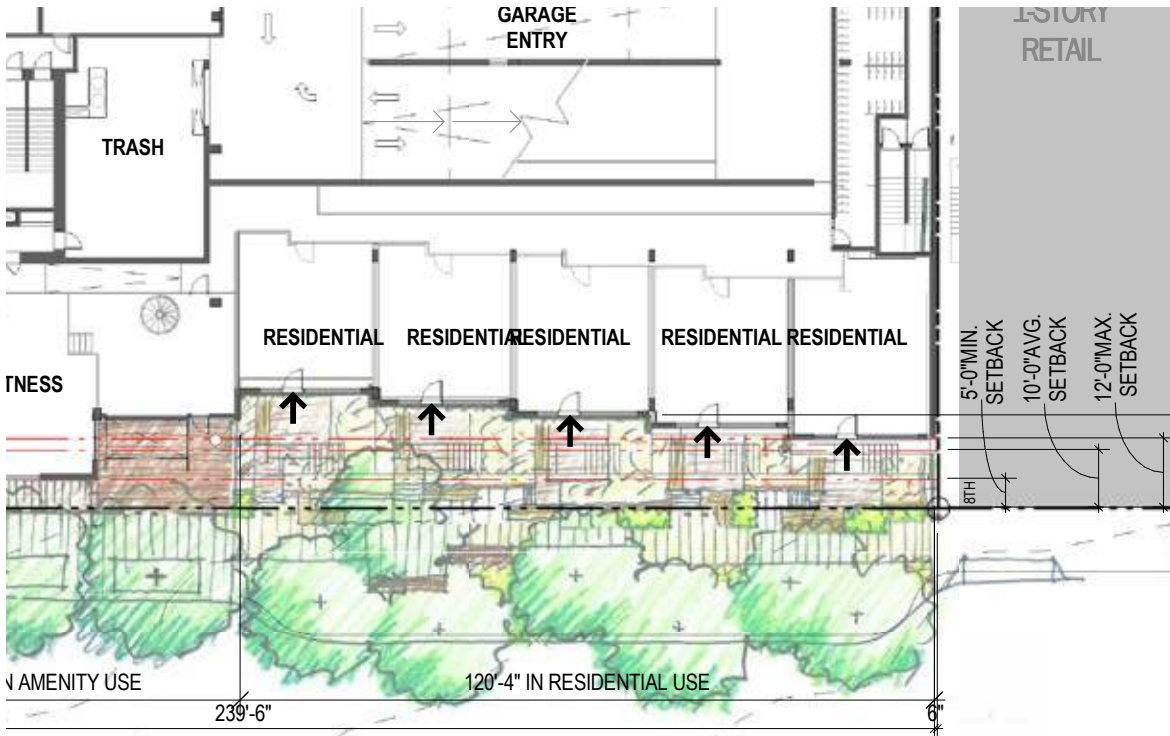 GARAGE
ENTRY
1-STORY
RETAIL
TRASH
RESIDENTIAL
RESIDENTIAL
RESIDENTIAL
RESIDENTIAL
RESIDENTIAL
TNESS
5'-0"MIN.
SETBACK
10'-0"AVG.
SETBACK
12'-0"MAX.
SETBACK
8TH
N AMENITY USE
120'-4" IN RESIDENTIAL USE
239'-6"
6"